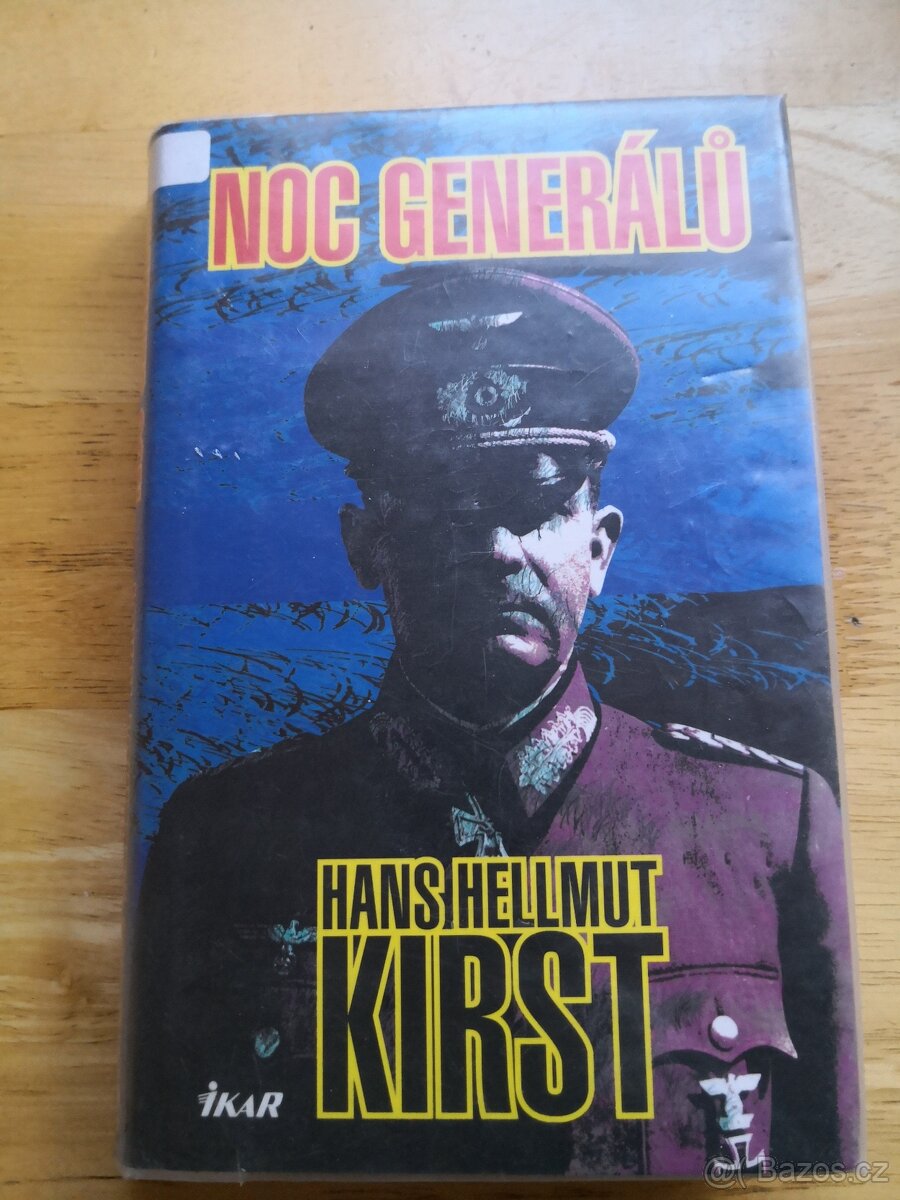 NOC GENERÁLŮ
HANS HELLMUT
KIRST
iKAR
Bazos.cz